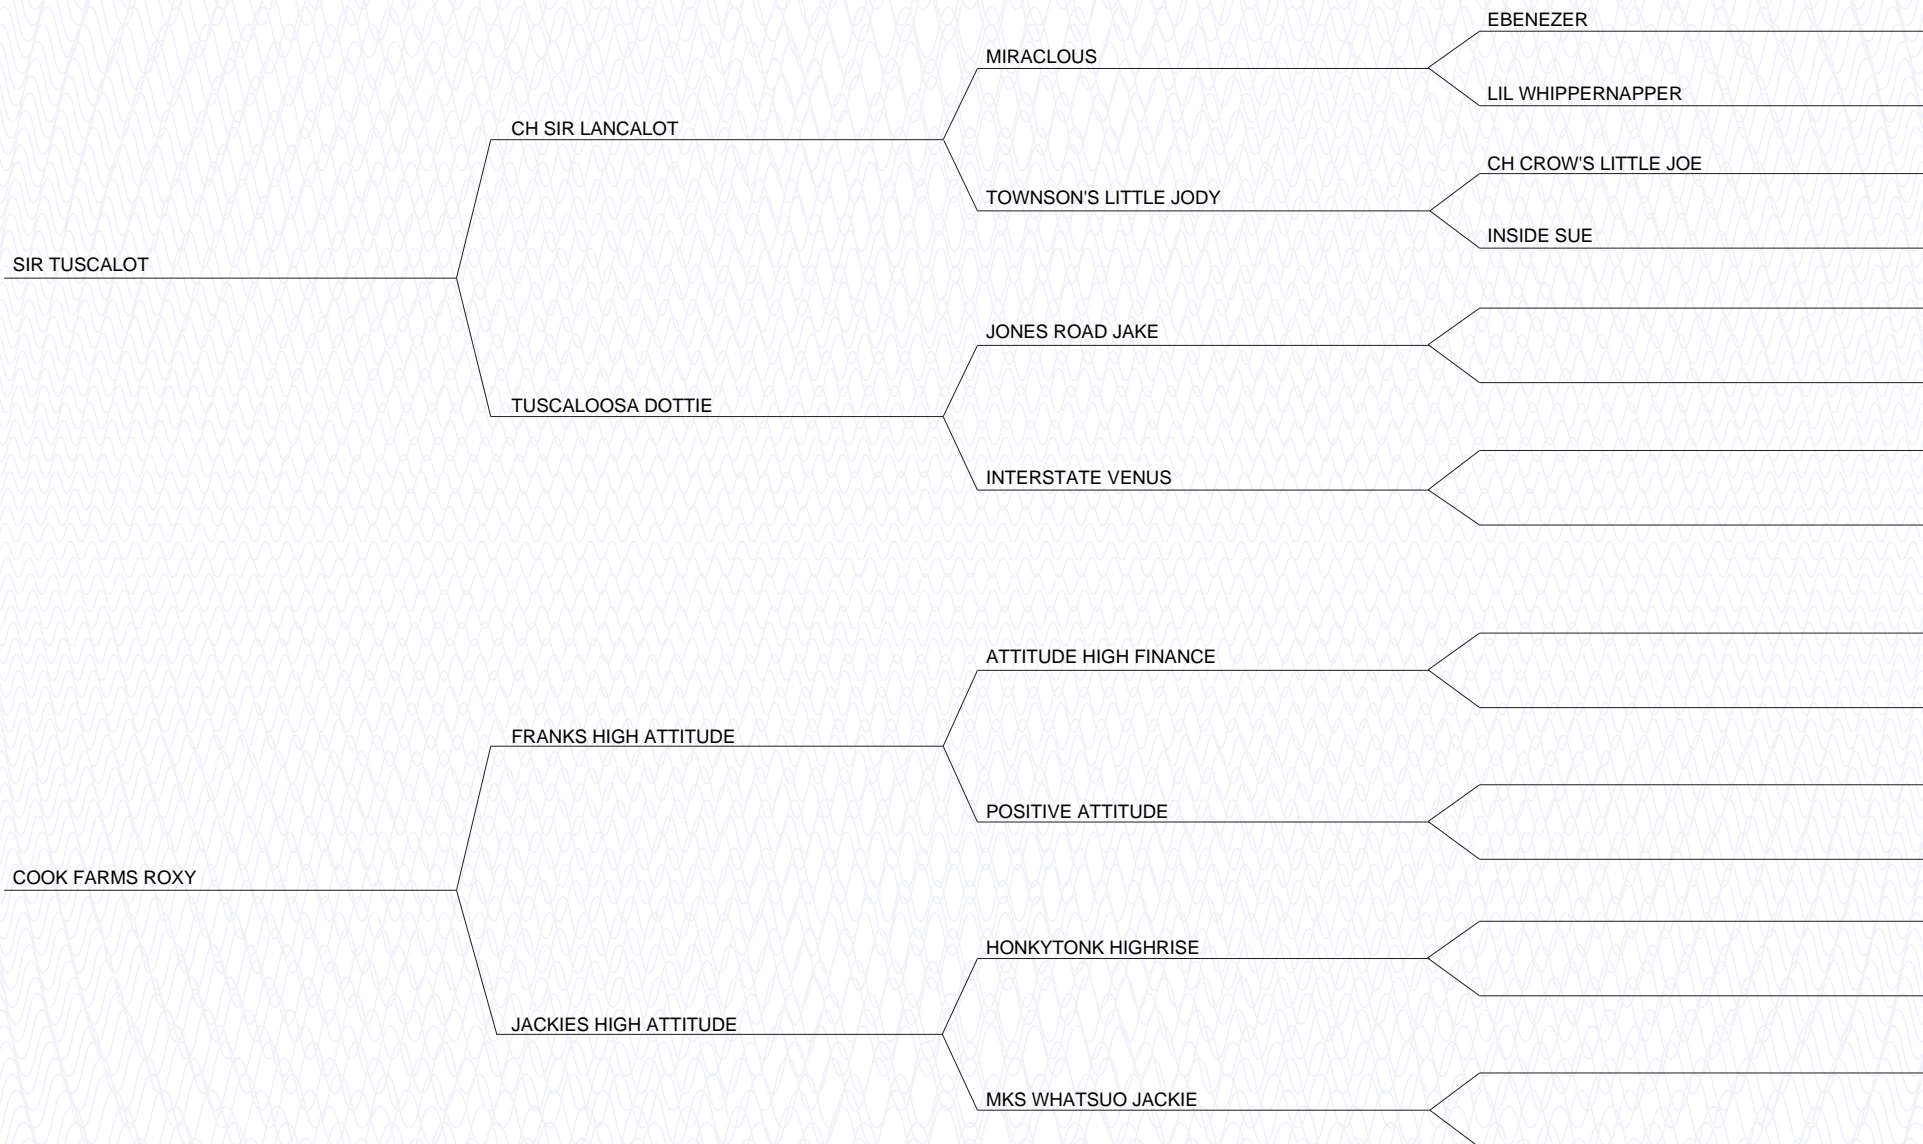 EBENEZER
MIRACLOUS
LIL WHIPPERNAPPER
CH SIR LANCALOT
CH CROW'S LITTLE JOE
TOWNSON'S LITTLE JODY
INSIDE SUE
SIR TUSCALOT
JONES ROAD JAKE
TUSCALOOSA DOTTIE
INTERSTATE VENUS
ATTITUDE HIGH FINANCE
FRANKS HIGH ATTITUDE
POSITIVE ATTITUDE
COOK FARMS ROXY
HONKYTONK HIGHRISE
JACKIES HIGH ATTITUDE
MKS WHATSUO JACKIE